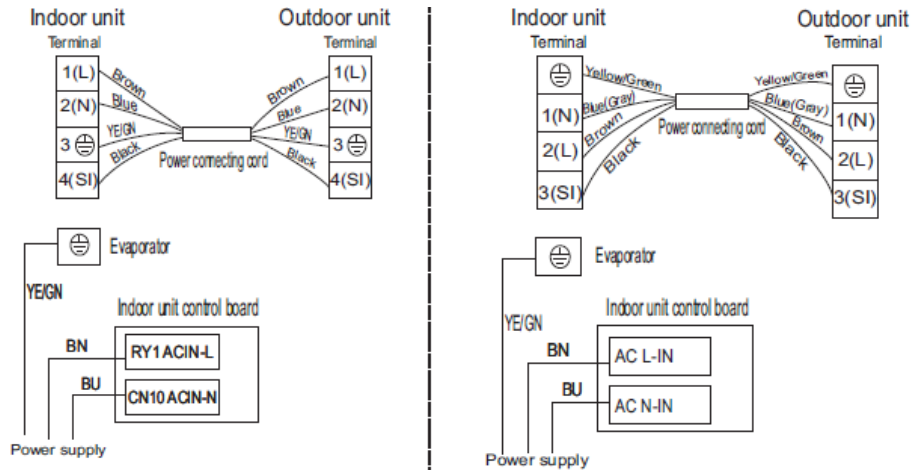 Indoor unit
Outdoor unit
Terminal
Terminal
1(L)
Brown
Brown
1(L)
2(N)
Blue
Blue
2(N)
3
YE/GN
YE/GN
3
4(SI)
Black
Black
4(SI)
Power connecting cord
Evaporator
YE/GN
Indoor unit control board
BN
RY1 ACIN-L
BU
CN10 ACIN-N
Power supply
Indoor unit
Outdoor unit
Terminal
Terminal
Yellow/Green
Yellow/Green
1(N)
Blue(Gray)
Blue(Gray)
1(N)
2(L)
Brown
Brown
2(L)
3(SI)
Black
Black
3(SI)
Power connecting cord
Evaporator
YE/GN
Indoor unit control board
BN
AC L-IN
BU
AC N-IN
Power supply